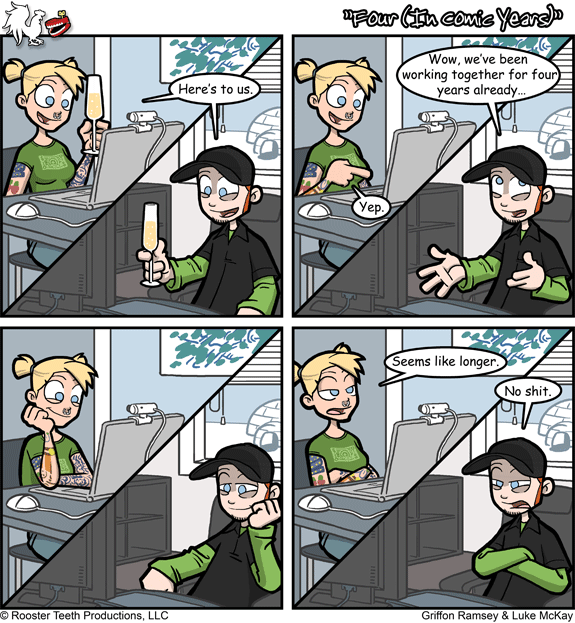 "Four (In comic Years)"
Here's to us.
Wow, we've been
working together for four
years already...
Yep.
Seems like longer.
No shit.
© Rooster Teeth Productions, LLC
Griffon Ramsey & Luke McKay